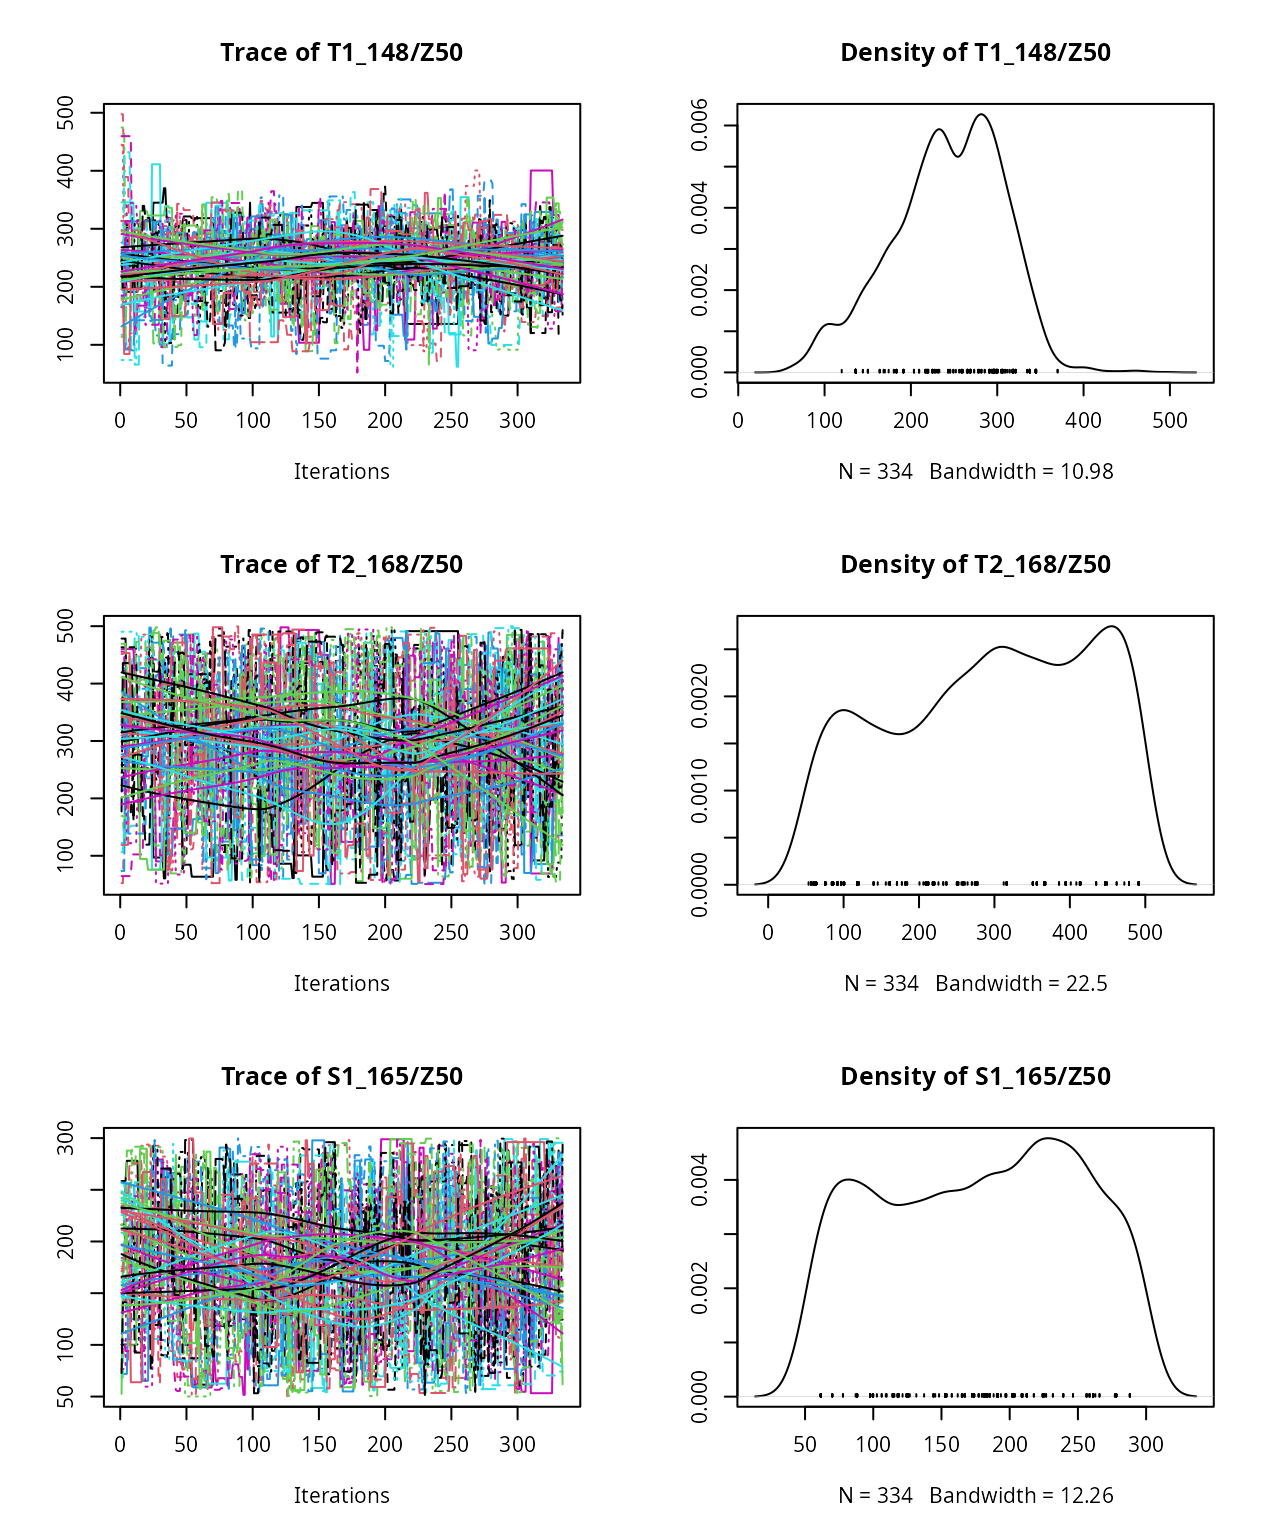 Trace of T1_148/Z50
500
400
300
200
100
0 50 100 150 200 250 300
Iterations
Density of T1_148/Z50
0.006
0.004
0.002
0.000
0 100 200 300 400 500
N = 334 Bandwidth = 10.98
Trace of T2_168/Z50
500
400
300
200
100
0 50 100 150 200 250 300
Iterations
Density of T2_168/Z50
0.0020
0.0010
0.0000
0 100 200 300 400 500
N = 334 Bandwidth = 22.5
Trace of S1_165/Z50
300
200
100
50
0 50 100 150 200 250 300
Iterations
Density of S1_165/Z50
0.004
0.002
0.000
50 100 150 200 250 300
N = 334 Bandwidth = 12.26